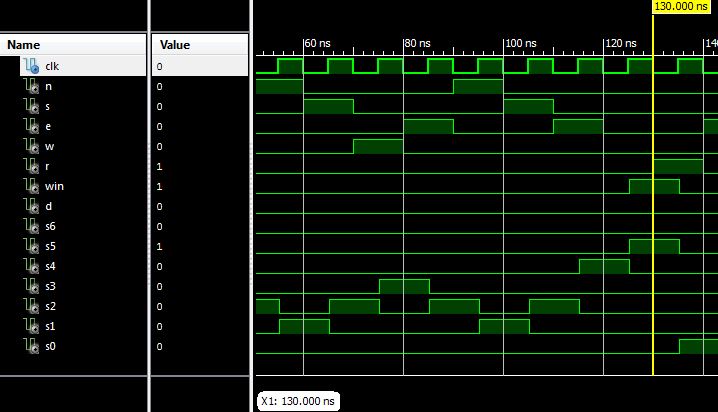 130.000 ns
Name Value 60 ns 80 ns 100 ns 120 ns 14
clk 0
n 0
s 0
e 0
w 0
r 1
win 1
d 0
s6 0
s5 1
s4 0
s3 0
s2 0
s1 0
s0 0
X1: 130.000 ns